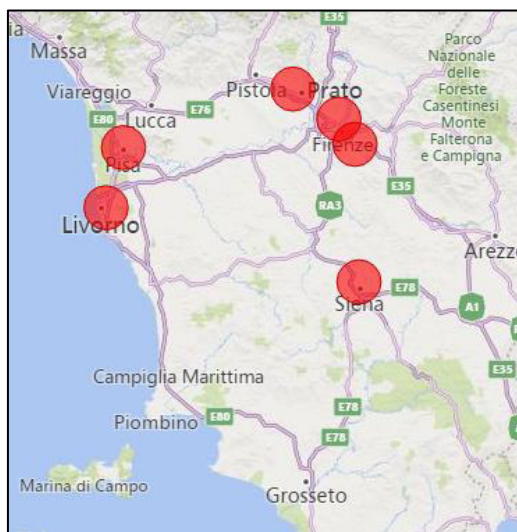 Massa
E35
Parco
Nazionale
delle
Foreste
Casentinesi
Monte
Falterona
e Campigna
Pistoia
Prato
Viareggio
E76
Lucca
E80
Pisa
Firenze
E35
Livorno
RA3
Arezzo
E78
Siena
A1
E35
Campiglia Marittima
E78
Piombino
E80
E78
Marina di Campo
Grosseto